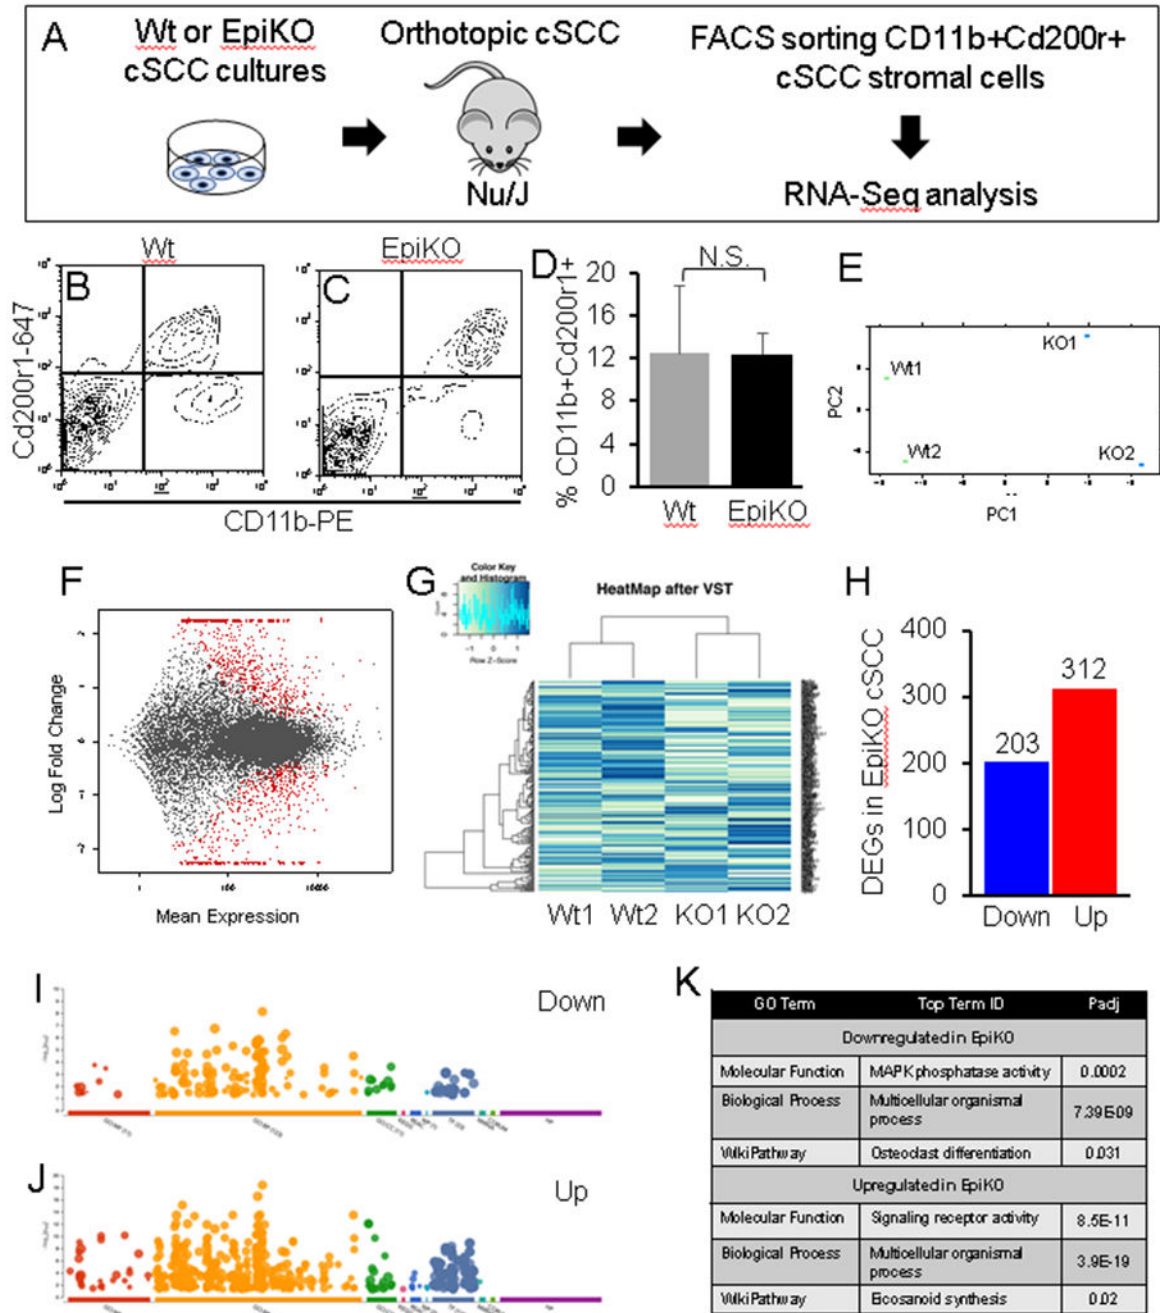 A
Wt or EpiKO
cSCC cultures
Orthotopic cSCC
Nu/J
FACS sorting CD11b+Cd200r+
cSCC stromal cells
RNA-Seq analysis
Wt
EpiKO
B
C
Cd200r1-647
CD11b-PE
D
N.S.
% CD11b+Cd200r1+
20
16
12
8
4
0
Wt
EpiKO
E
KO1
Wt1
Wt2
KO2
PC2
PC1
F
Log Fold Change
Mean Expression
G
Color Key
and Histogram
Count
-1 0 1
Row Z-Score
HeatMap after VST
Wt1 Wt2 KO1 KO2
H
DEGs in EpiKO cSCC
400
300
200
100
0
203
312
Down
Up
I
Down
J
Up
K
GO Term Top Term ID Padj
Downregulated in EpiKO
Molecular Function MAPK phosphatase activity 0.0002
Biological Process Multicellular organismal
process 7.39E-09
WikiPathway Osteoclast differentiation 0.031
Upregulated in EpiKO
Molecular Function Signaling receptor activity 8.5E-11
Biological Process Multicellular organismal
process 3.9E-19
WikiPathway Eicosanoid synthesis 0.02